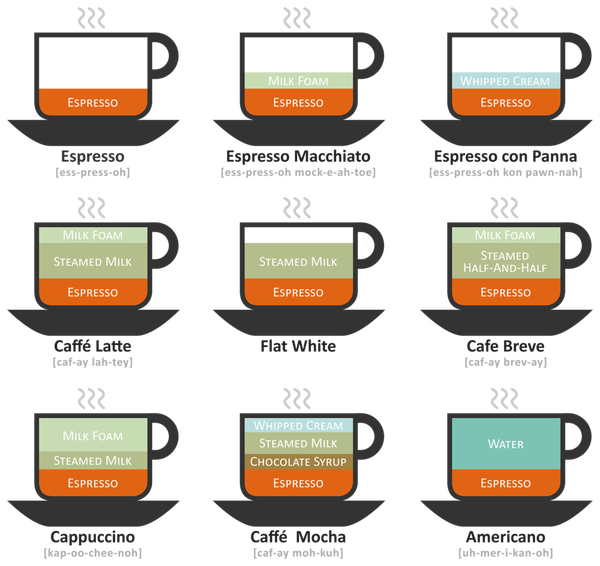 Espresso
Espresso
[ess-press-oh]
Milk Foam
Espresso
Espresso Macchiato
[ess-press-oh mock-e-ah-toe]
Whipped Cream
Espresso
Espresso con Panna
[ess-press-oh kon pawn-nah]
Milk Foam
Steamed Milk
Espresso
Caffé Latte
[caf-ay lah-tey]
Steamed Milk
Espresso
Flat White
Milk Foam
Steamed
Half-And-Half
Espresso
Cafe Breve
[caf-ay brev-ay]
Milk Foam
Steamed Milk
Espresso
Cappuccino
[kap-oo-chee-noh]
Whipped Cream
Steamed Milk
Chocolate Syrup
Espresso
Caffé Mocha
[caf-ay moh-kuh]
Water
Espresso
Americano
[uh-mer-i-kan-oh]